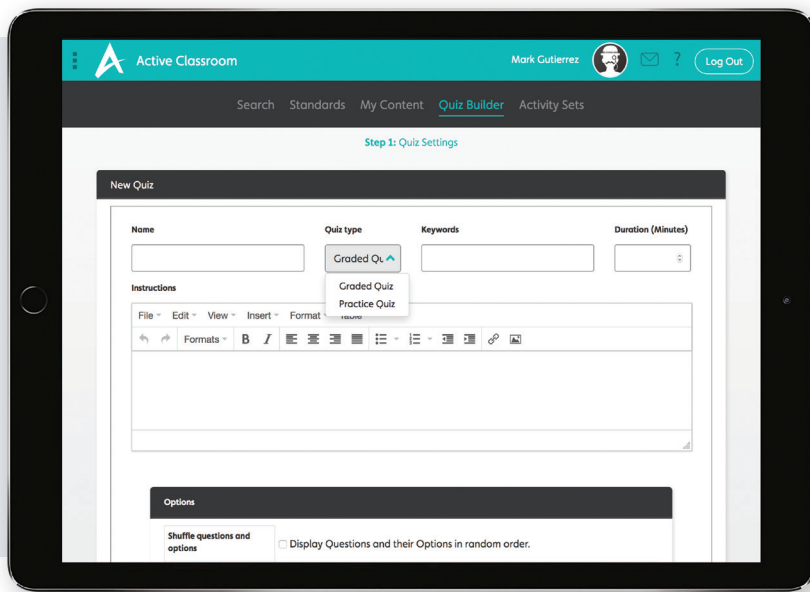 Active Classroom
Mark Gutierrez
?
Log Out
Search Standards My Content Quiz Builder Activity Sets
Step 1: Quiz Settings
New Quiz
Name Quiz type Keywords Duration (Minutes)
Graded Qu
Graded Quiz
Practice Quiz
Instructions
File Edit View Insert Format Table
Formats B I
Options
Shuffle questions and
options
Display Questions and their Options in random order.